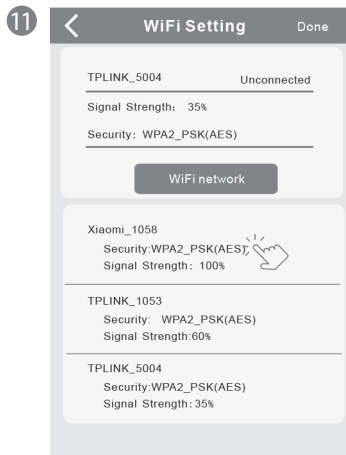 11
WiFi Setting Done
TPLINK_5004 Unconnected
Signal Strength: 35%
Security: WPA2_PSK(AES)
WiFi network
Xiaomi_1058
Security:WPA2_PSK(AES)
Signal Strength: 100%
TPLINK_1053
Security: WPA2_PSK(AES)
Signal Strength:60%
TPLINK_5004
Security:WPA2_PSK(AES)
Signal Strength:35%